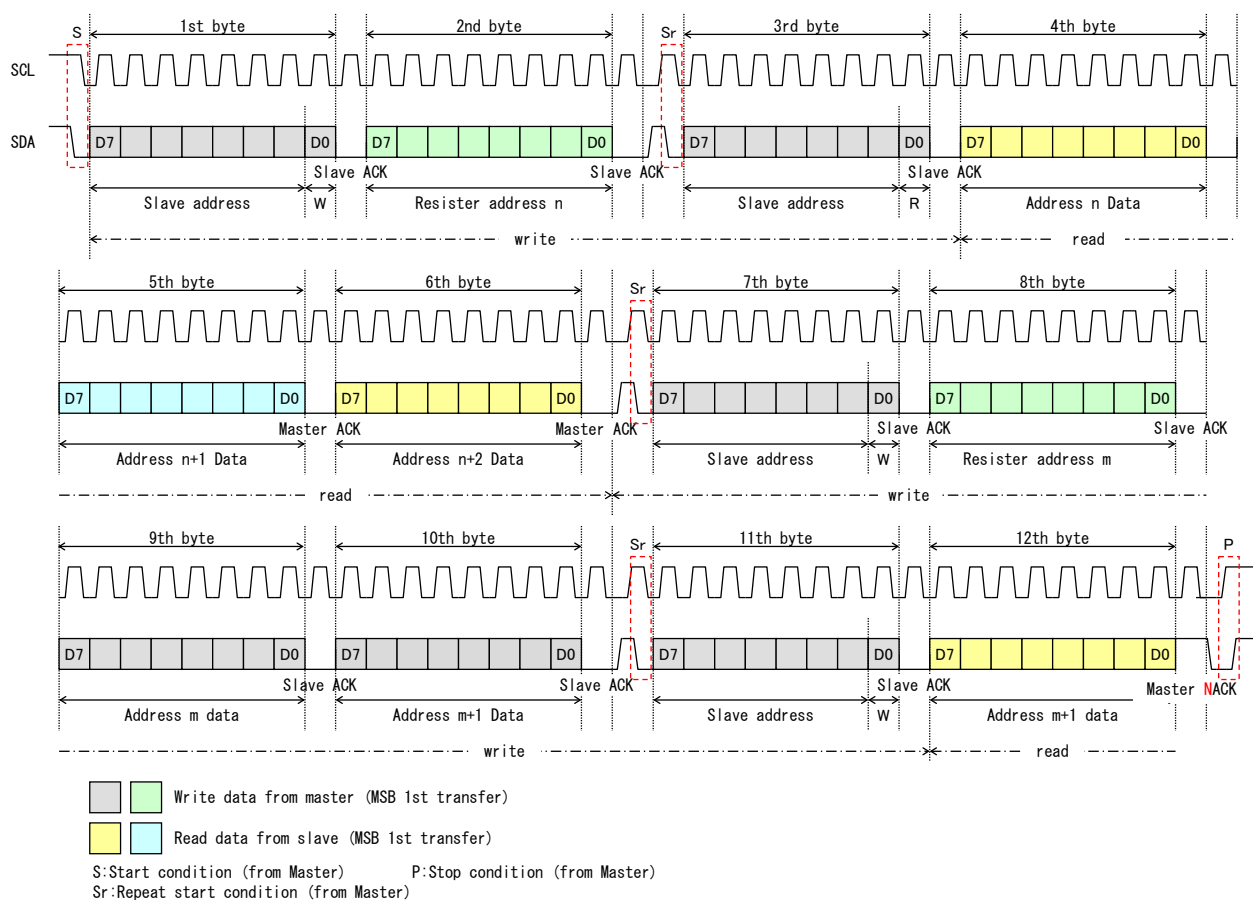 S 1st byte 2nd byte Sr 3rd byte 4th byte
SCL
SDA D7 D0 D7 D0 D7 D0 D7 D0
Slave ACK Slave ACK Slave ACK
Slave address W Resister address n Slave address R Address n Data
write read
5th byte 6th byte Sr 7th byte 8th byte
D7 D0 D7 D0 D7 D0 D7 D0
Master ACK Master ACK Slave ACK Slave ACK
Address n+1 Data Address n+2 Data Slave address W Resister address m
read write
9th byte 10th byte Sr 11th byte 12th byte P
D7 D0 D7 D0 D7 D0 D7 D0
Slave ACK Slave ACK Slave ACK Master NACK
Address m data Address m+1 Data Slave address W Address m+1 data
write read
Write data from master (MSB 1st transfer)
Read data from slave (MSB 1st transfer)
S:Start condition (from Master) P:Stop condition (from Master)
Sr:Repeat start condition (from Master)